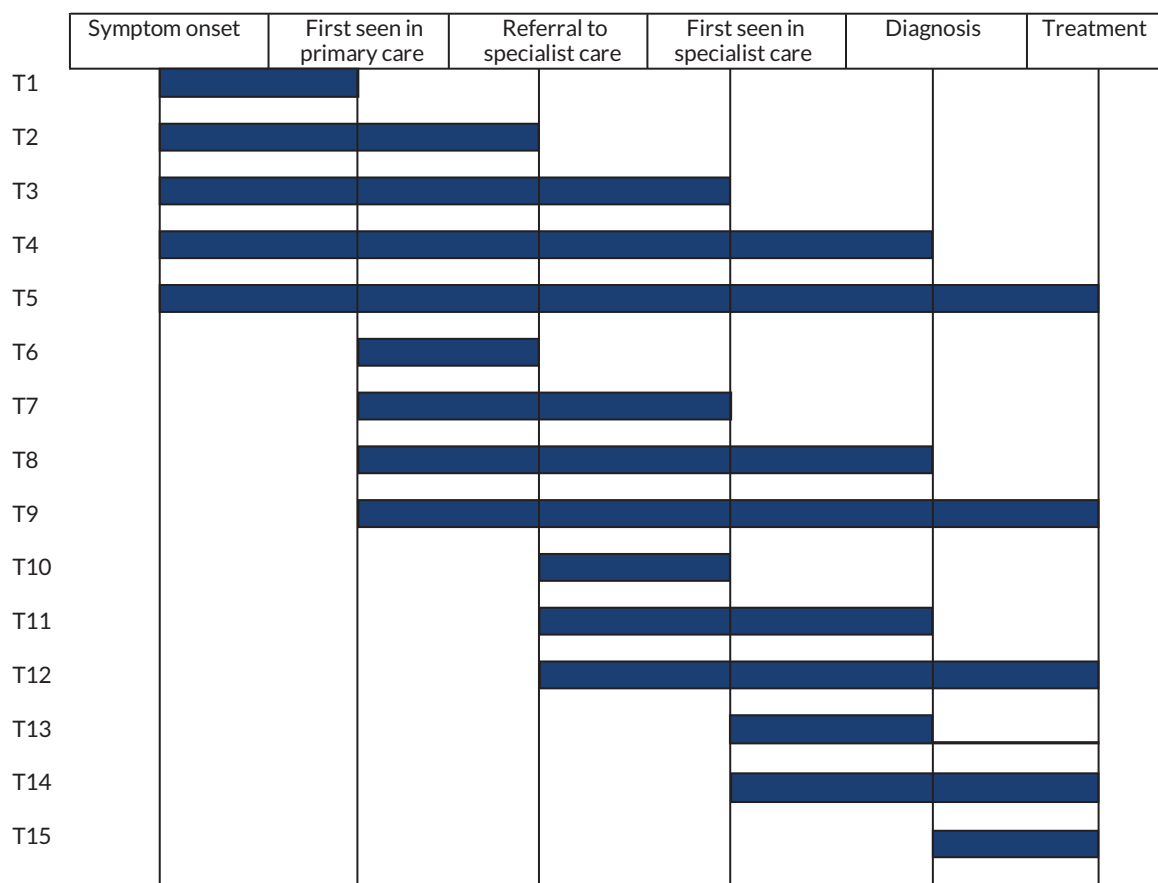 Symptom onset
First seen in
primary care
Referral to
specialist care
First seen in
specialist care
Diagnosis
Treatment
T1
T2
T3
T4
T5
T6
T7
T8
T9
T10
T11
T12
T13
T14
T15